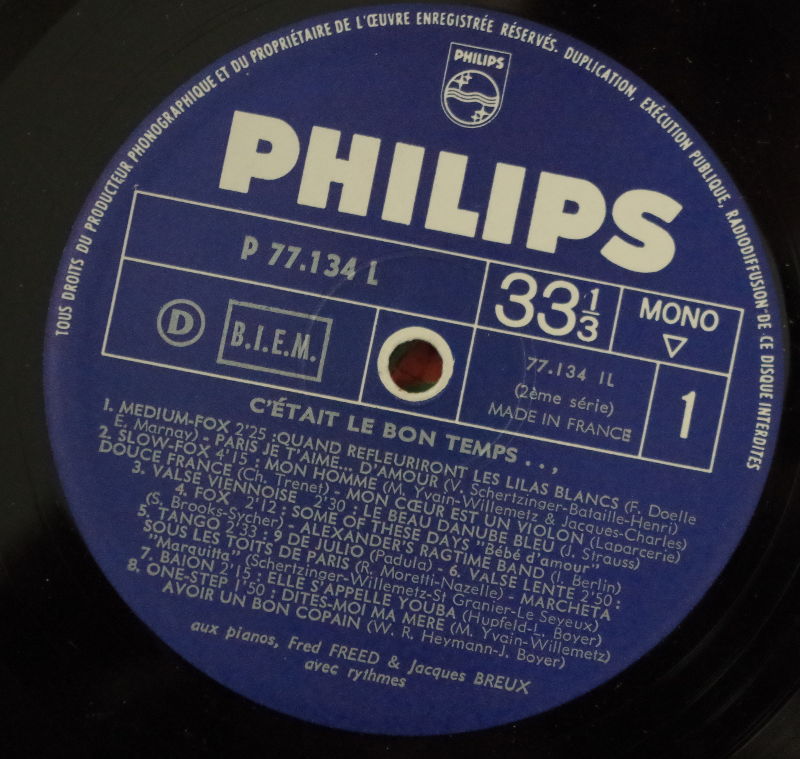 TOUS DROITS DU PRODUCTEUR PHONOGRAPHIQUE ET DU PROPRIÉTAIRE DE L'ŒUVRE ENREGISTRÉE RÉSERVÉS. DUPLICATION, EXÉCUTION PUBLIQUE, RADIODIFFUSION DE CE DISQUE INTERDITES
PHILIPS
PHILIPS
P 77.134 L
33 1/3
MONO
D
B.I.E.M.
77.134 1L
(2ème série)
MADE IN FRANCE
1
C'ÉTAIT LE BON TEMPS...,
1. MEDIUM-FOX 2'25 : QUAND REFLEURIRONT LES LILAS BLANCS (F. Doelle
E. Marnay) - PARIS JE T'AIME... D'AMOUR (V. Schertzinger-Bataille-Henri)
2. SLOW-FOX 4'15 : MON HOMME (M. Yvain-Willemetz & Jacques-Charles)
DOUCE FRANCE (Ch. Trenet) - MON CŒUR EST UN VIOLON (Laparcerie)
3. VALSE VIENNOISE 2'30 : LE BEAU DANUBE BLEU (J. Strauss)
4. FOX, 2'12 : SOME OF THESE DAYS "Bébé d'amour"
(S. Brooks-Sycher) - ALEXANDER'S RAGTIME BAND (I. Berlin)
5. TANGO 2'33 : 9 DE JULIO (Padula) - 6. VALSE LENTE 2'50 :
SOUS LES TOITS DE PARIS (R. Moretti-Nazelle) - MARCHETA
"Marquitta" (Schertzinger-Willemetz-St Granier-Le Seyeux)
7. BAION 2'15 : ELLE S'APPELLE YOUBA (Hupfeld-L. Boyer)
8. ONE-STEP 1'50 : DITES-MOI MA MERE (M. Yvain-Willemetz)
AVOIR UN BON COPAIN (W. R. Heymann-J. Boyer)
aux pianos, Fred FREED & Jacques BREUX
avec rythmes